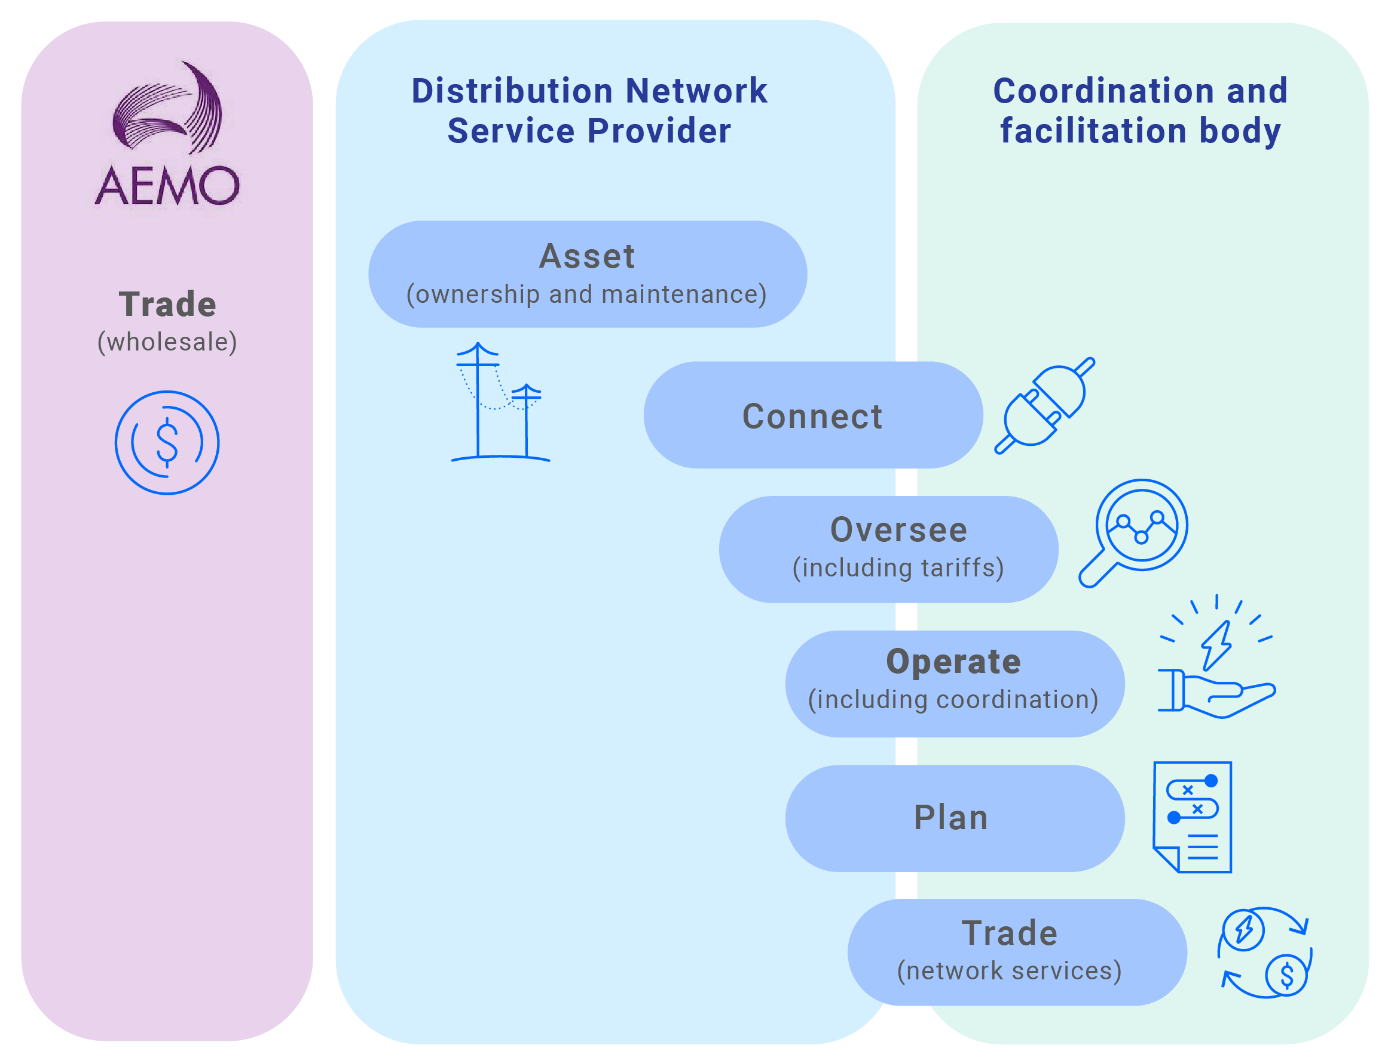 AEMO
Trade
(wholesale)
$
Distribution Network
Service Provider
Coordination and
facilitation body
Asset
(ownership and maintenance)
Connect
Oversee
(including tariffs)
Operate
(including coordination)
Plan
Trade
(network services)
$